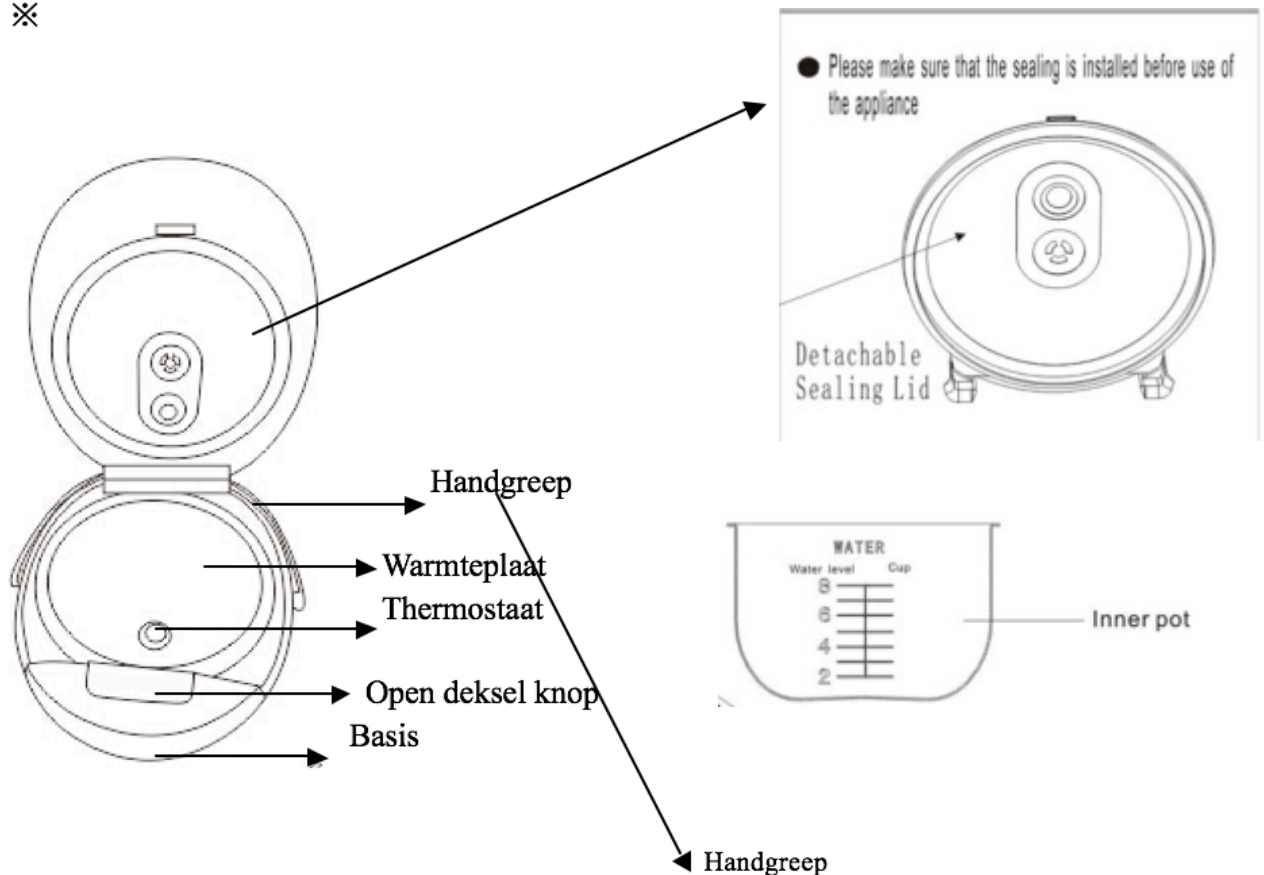 ※
● Please make sure that the sealing is installed before use of
the appliance
Detachable
Sealing Lid
Handgreep
Warmteplaat
Thermostaat
Open deksel knop
Basis
WATER
Water level Cup
8
6
4
2
Inner pot
Handgreep